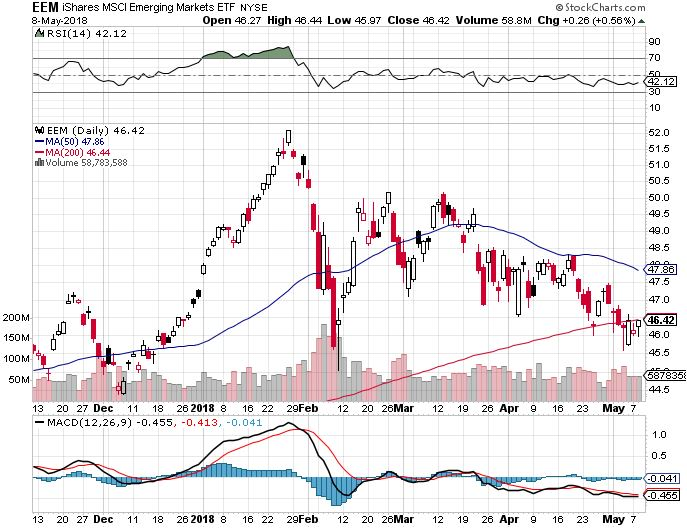 EEM iShares MSCI Emerging Markets ETF NYSE © StockCharts.com
8-May-2018 Open 46.27 High 46.44 Low 45.97 Close 46.42 Volume 58.8M Chg +0.26 (+0.56%)
RSI(14) 42.12
90
70
50
42.12
30
10
EEM (Daily) 46.42
MA(50) 47.86
MA(200) 46.44
Volume 58,783,588
52.0
51.5
51.0
50.5
50.0
49.5
49.0
48.5
47.86
47.5
47.0
46.42
46.0
45.5
44.5
200M
150M
100M
50M
13 20 27 Dec 11 18 26 2018 8 16 22 29 Feb 12 20 26 Mar 12 19 26 Apr 9 16 23 May 7
MACD(12,26,9) -0.455, -0.413, -0.041
1.0
0.5
-0.041
-0.455
13 20 27 Dec 11 18 26 2018 8 16 22 29 Feb 12 20 26 Mar 12 19 26 Apr 9 16 23 May 7